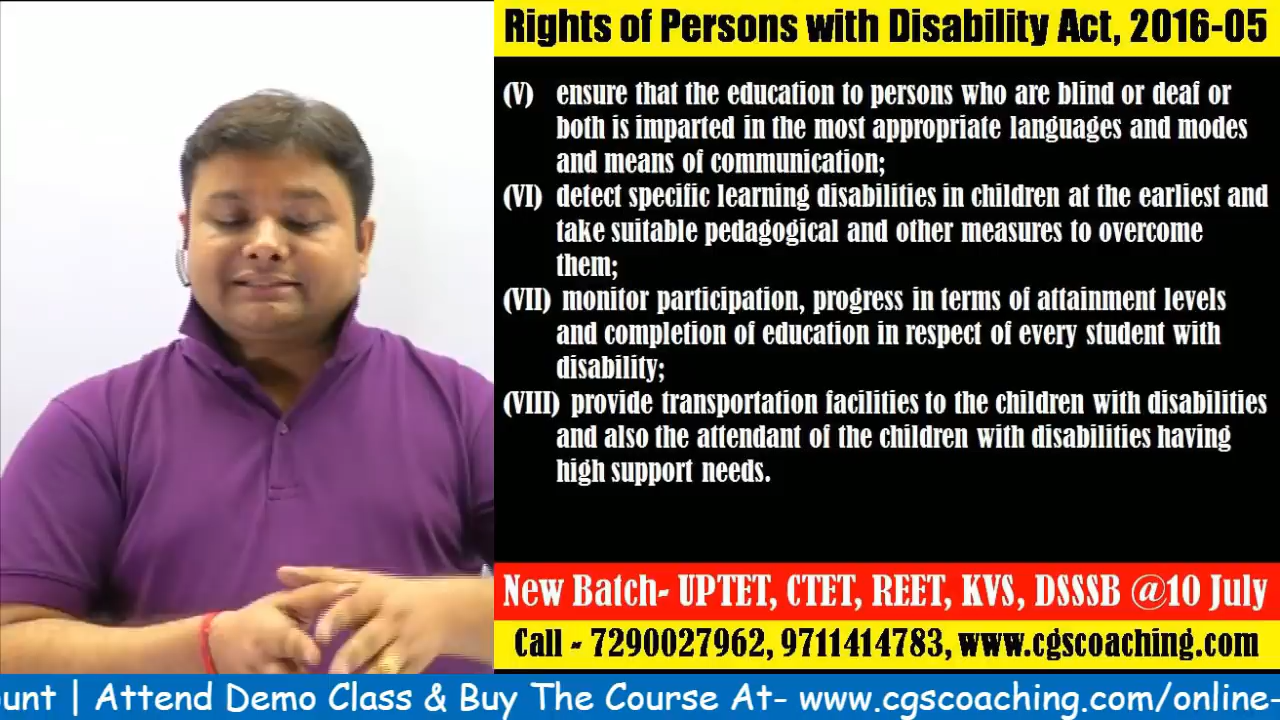 Rights of Persons with Disability Act, 2016-05
(V) ensure that the education to persons who are blind or deaf or
both is imparted in the most appropriate languages and modes
and means of communication;
(VI) detect specific learning disabilities in children at the earliest and
take suitable pedagogical and other measures to overcome
them;
(VII) monitor participation, progress in terms of attainment levels
and completion of education in respect of every student with
disability;
(VIII) provide transportation facilities to the children with disabilities
and also the attendant of the children with disabilities having
high support needs.
New Batch- UPTET, CTET, REET, KVS, DSSSB @10 July
Call - 7290027962, 9711414783, www.cgscoaching.com
ount | Attend Demo Class & Buy The Course At- www.cgscoaching.com/online-